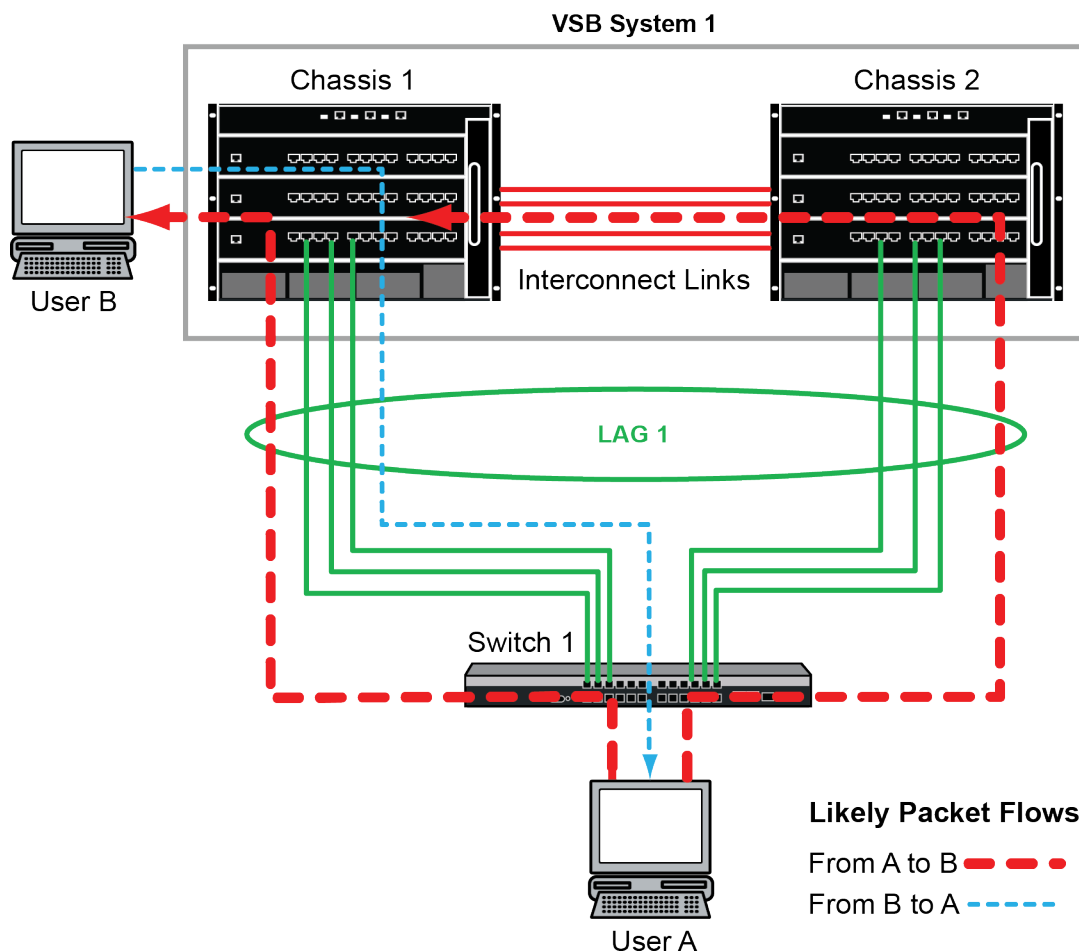 VSB System 1
Chassis 1
Chassis 2
Interconnect Links
User B
LAG 1
Switch 1
Likely Packet Flows
From A to B
From B to A
User A